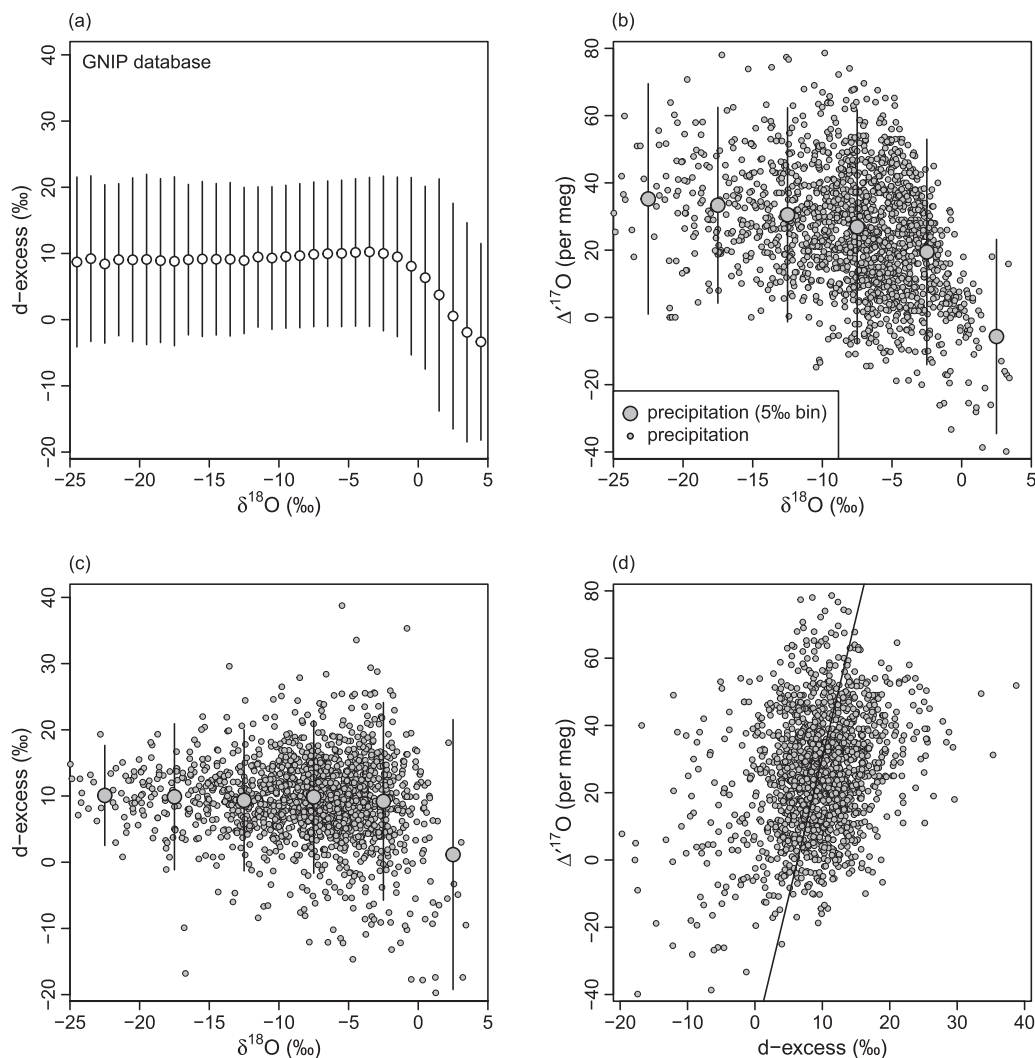 (a)
GNIP database
d−excess (‰)
40
30
20
10
0
−10
−20
−25 −20 −15 −10 −5 0 5
δ¹⁸O (‰)
(b)
Δ′¹⁷O (per meg)
80
60
40
20
0
−20
−40
precipitation (5‰ bin)
precipitation
−25 −20 −15 −10 −5 0 5
δ¹⁸O (‰)
(c)
d−excess (‰)
40
30
20
10
0
−10
−20
−25 −20 −15 −10 −5 0 5
δ¹⁸O (‰)
(d)
Δ′¹⁷O (per meg)
80
60
40
20
0
−20
−40
−20 −10 0 10 20 30 40
d−excess (‰)